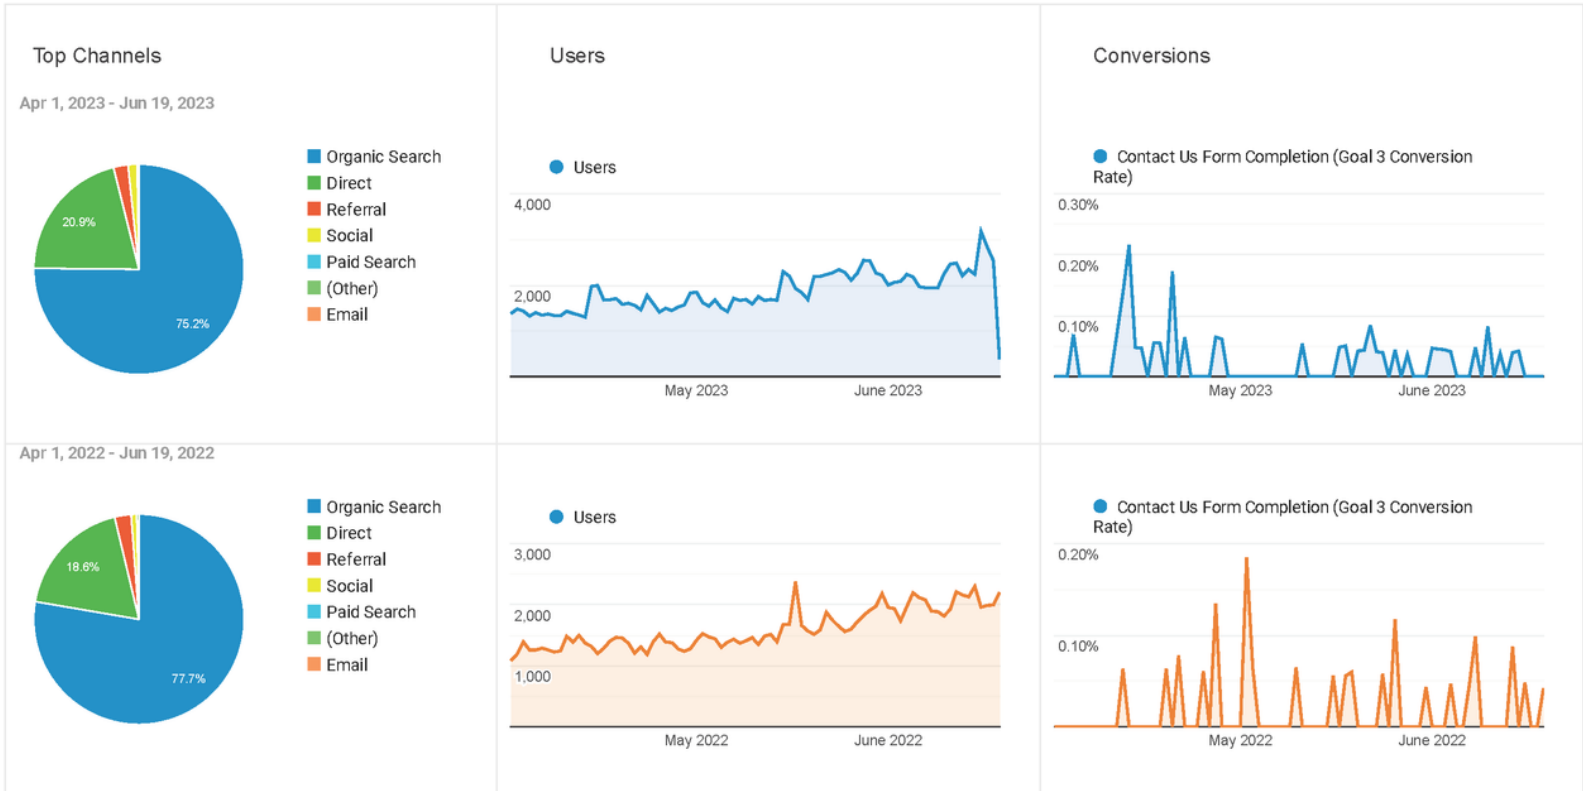 Top Channels
Users
Conversions
Apr 1, 2023 - Jun 19, 2023
Organic Search
Direct
Referral
Social
Paid Search
(Other)
Email
20.9%
75.2%
Users
4,000
2,000
May 2023
June 2023
Contact Us Form Completion (Goal 3 Conversion
Rate)
0.30%
0.20%
0.10%
May 2023
June 2023
Apr 1, 2022 - Jun 19, 2022
Organic Search
Direct
Referral
Social
Paid Search
(Other)
Email
18.6%
77.7%
Users
3,000
2,000
1,000
May 2022
June 2022
Contact Us Form Completion (Goal 3 Conversion
Rate)
0.20%
0.10%
May 2022
June 2022